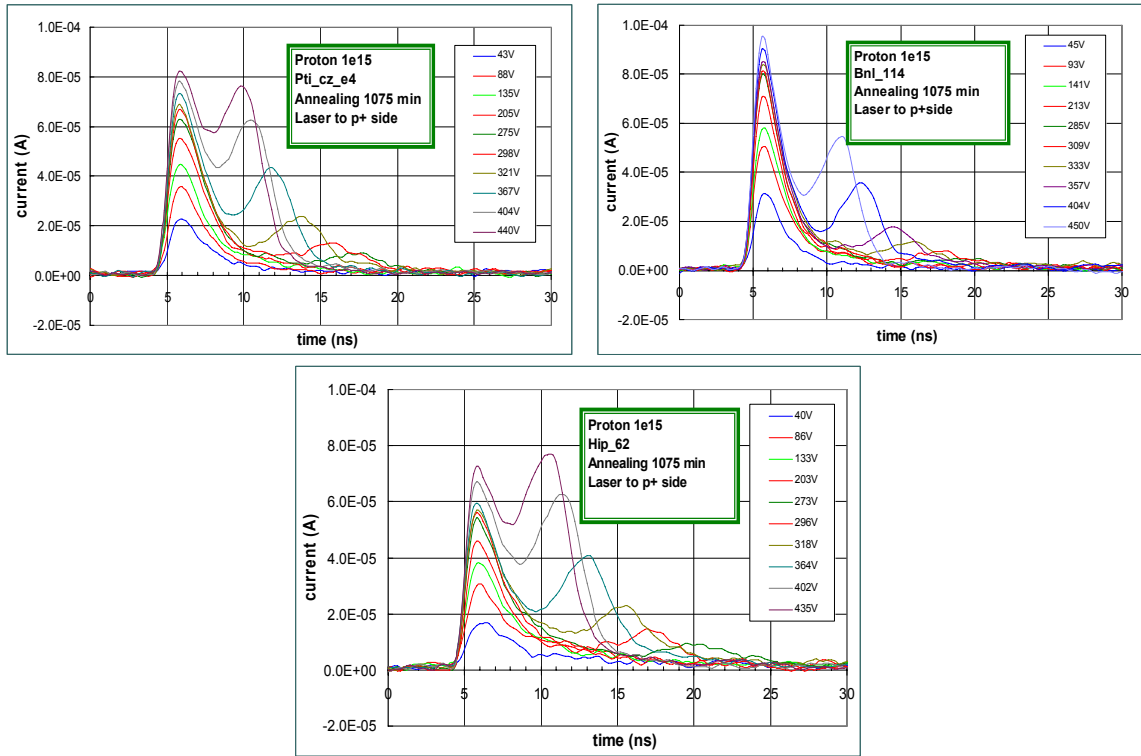 1.0E-04
8.0E-05
6.0E-05
4.0E-05
2.0E-05
0.0E+00
-2.0E-05
current (A)
0 5 10 15 20 25 30
time (ns)
Proton 1e15
Pti_cz_e4
Annealing 1075 min
Laser to p+ side
43V
88V
135V
205V
275V
298V
321V
367V
404V
440V
1.0E-04
8.0E-05
6.0E-05
4.0E-05
2.0E-05
0.0E+00
-2.0E-05
current (A)
0 5 10 15 20 25 30
time (ns)
Proton 1e15
Bnl_114
Annealing 1075 min
Laser to p+side
45V
93V
141V
213V
285V
309V
333V
357V
404V
450V
1.0E-04
8.0E-05
6.0E-05
4.0E-05
2.0E-05
0.0E+00
-2.0E-05
current (A)
0 5 10 15 20 25 30
time (ns)
Proton 1e15
Hip_62
Annealing 1075 min
Laser to p+ side
40V
86V
133V
203V
273V
296V
318V
364V
402V
435V